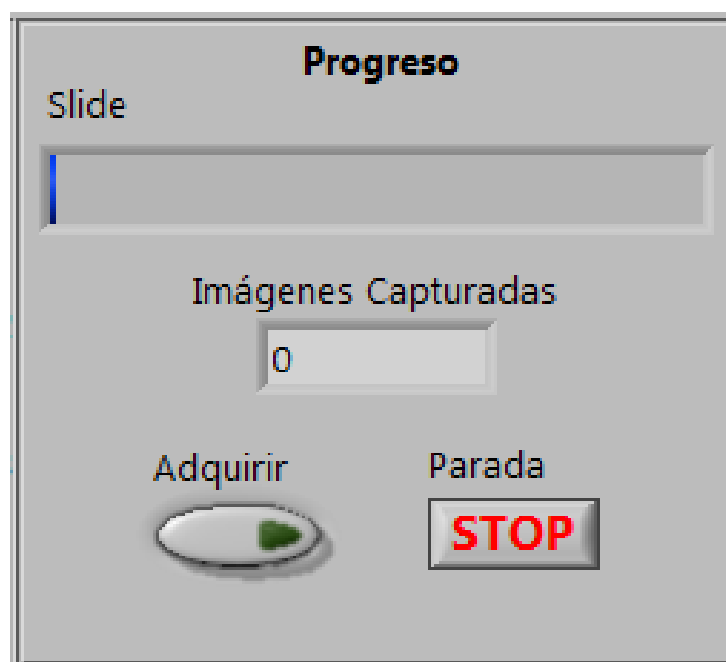 Progreso
Slide
Imágenes Capturadas
0
Adquirir Parada
STOP